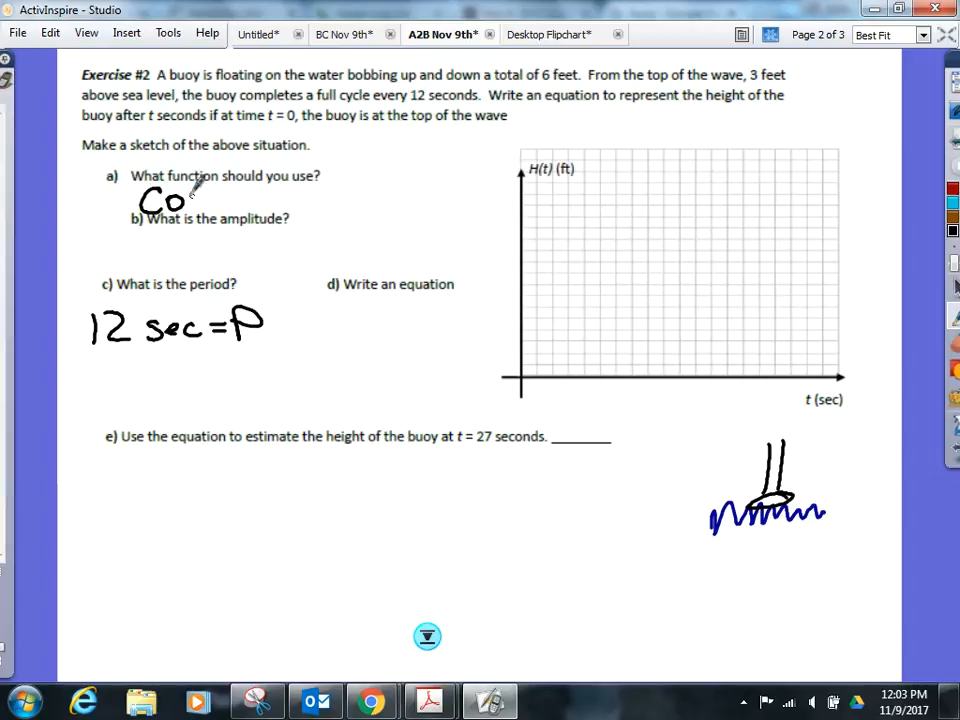 ActivInspire - Studio
File Edit View Insert Tools Help Untitled* BC Nov 9th* A2B Nov 9th* Desktop Flipchart* Page 2 of 3 Best Fit
Exercise #2 A buoy is floating on the water bobbing up and down a total of 6 feet. From the top of the wave, 3 feet
above sea level, the buoy completes a full cycle every 12 seconds. Write an equation to represent the height of the
buoy after t seconds if at time t = 0, the buoy is at the top of the wave
Make a sketch of the above situation.
a) What function should you use?
Co
b) What is the amplitude?
c) What is the period? d) Write an equation
12 sec = P
H(t) (ft)
t (sec)
e) Use the equation to estimate the height of the buoy at t = 27 seconds. ________
12:03 PM
11/9/2017